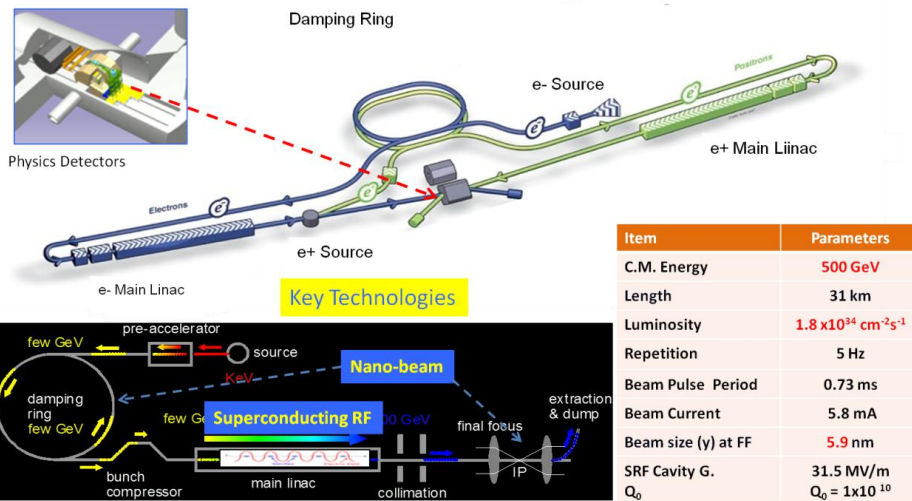 Damping Ring
Physics Detectors
e- Source
Positrons
e+ Main Liinac
Electrons
e+ Source
e- Main Linac
Key Technologies
pre-accelerator
few GeV
source
KeV
Nano-beam
damping
ring
few GeV
few Ge
Superconducting RF
00 GeV
extraction
& dump
final focus
IP
bunch
compressor
main linac
collimation
Item Parameters
C.M. Energy 500 GeV
Length 31 km
Luminosity 1.8 x10³⁴ cm⁻²s⁻¹
Repetition 5 Hz
Beam Pulse Period 0.73 ms
Beam Current 5.8 mA
Beam size (y) at FF 5.9 nm
SRF Cavity G. 31.5 MV/m
Q₀ Q₀ = 1x10 ¹⁰